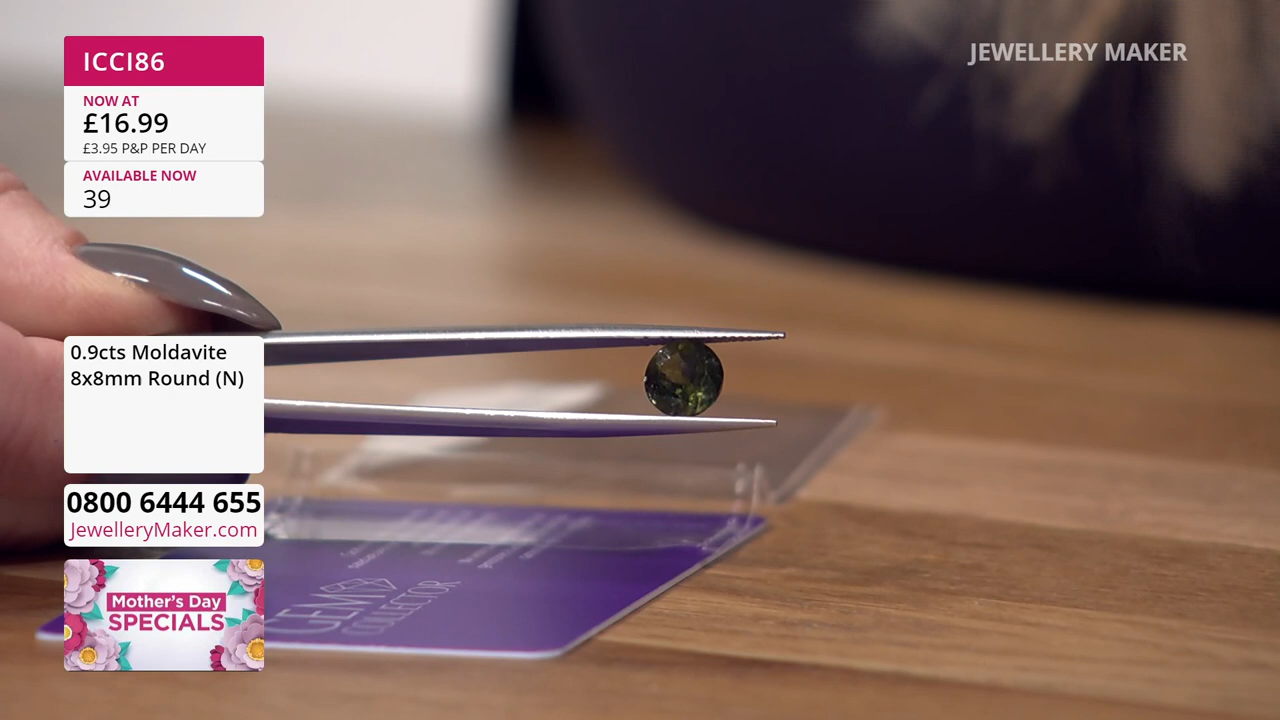 ICCI86
NOW AT
£16.99
£3.95 P&P PER DAY
AVAILABLE NOW
39
0.9cts Moldavite
8x8mm Round (N)
0800 6444 655
JewelleryMaker.com
Mother's Day
SPECIALS
JEWELLERY MAKER
GEM
COLLECTOR